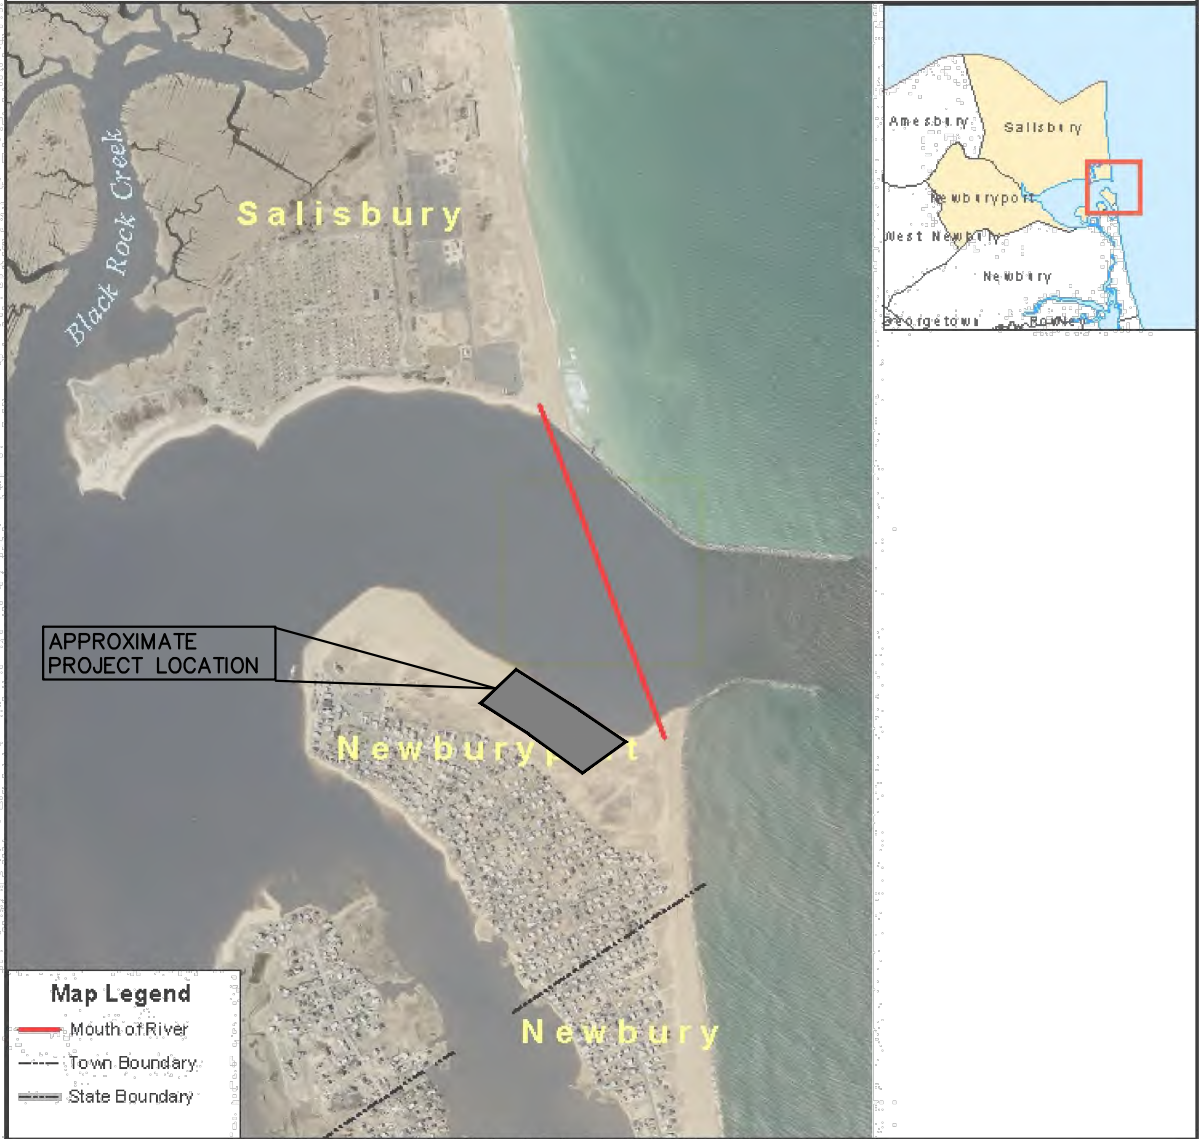 Salisbury
Black Rock Creek
APPROXIMATE
PROJECT LOCATION
Newbury
Map Legend
Mouth of River
Town Boundary
State Boundary
Amesbury
Salisbury
Newburyport
West Newbury
Newbury
Georgetown
Rowley